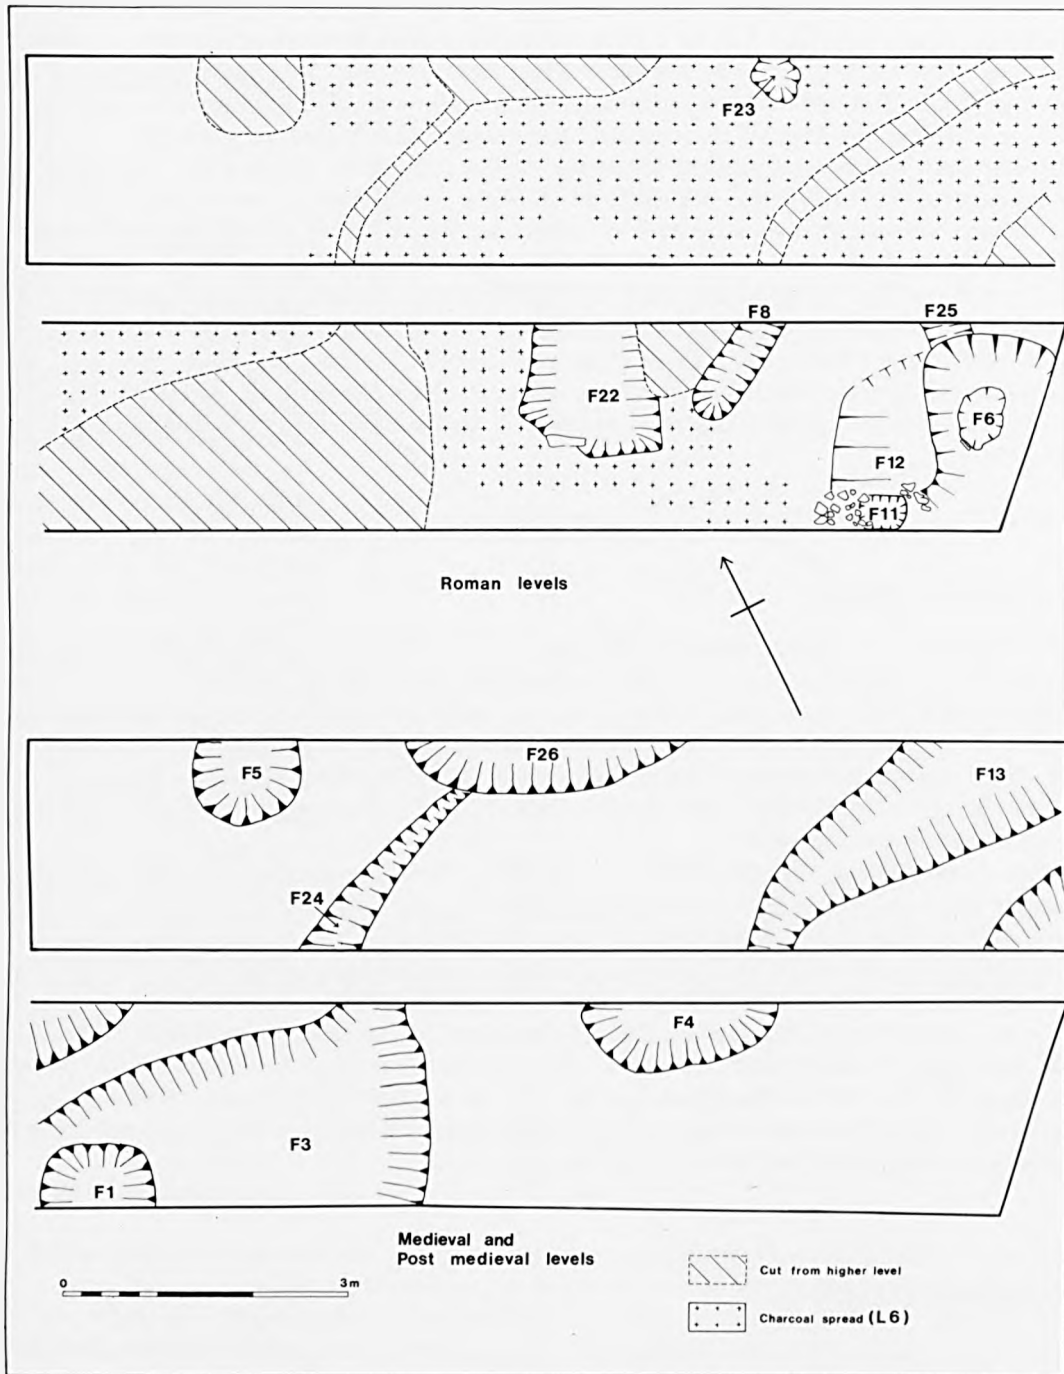 F23
F8
F25
F22
F6
F12
F11
Roman levels
F5
F26
F13
F24
F4
F3
F1
Medieval and
Post medieval levels
0 3m
Cut from higher level
Charcoal spread (L6)